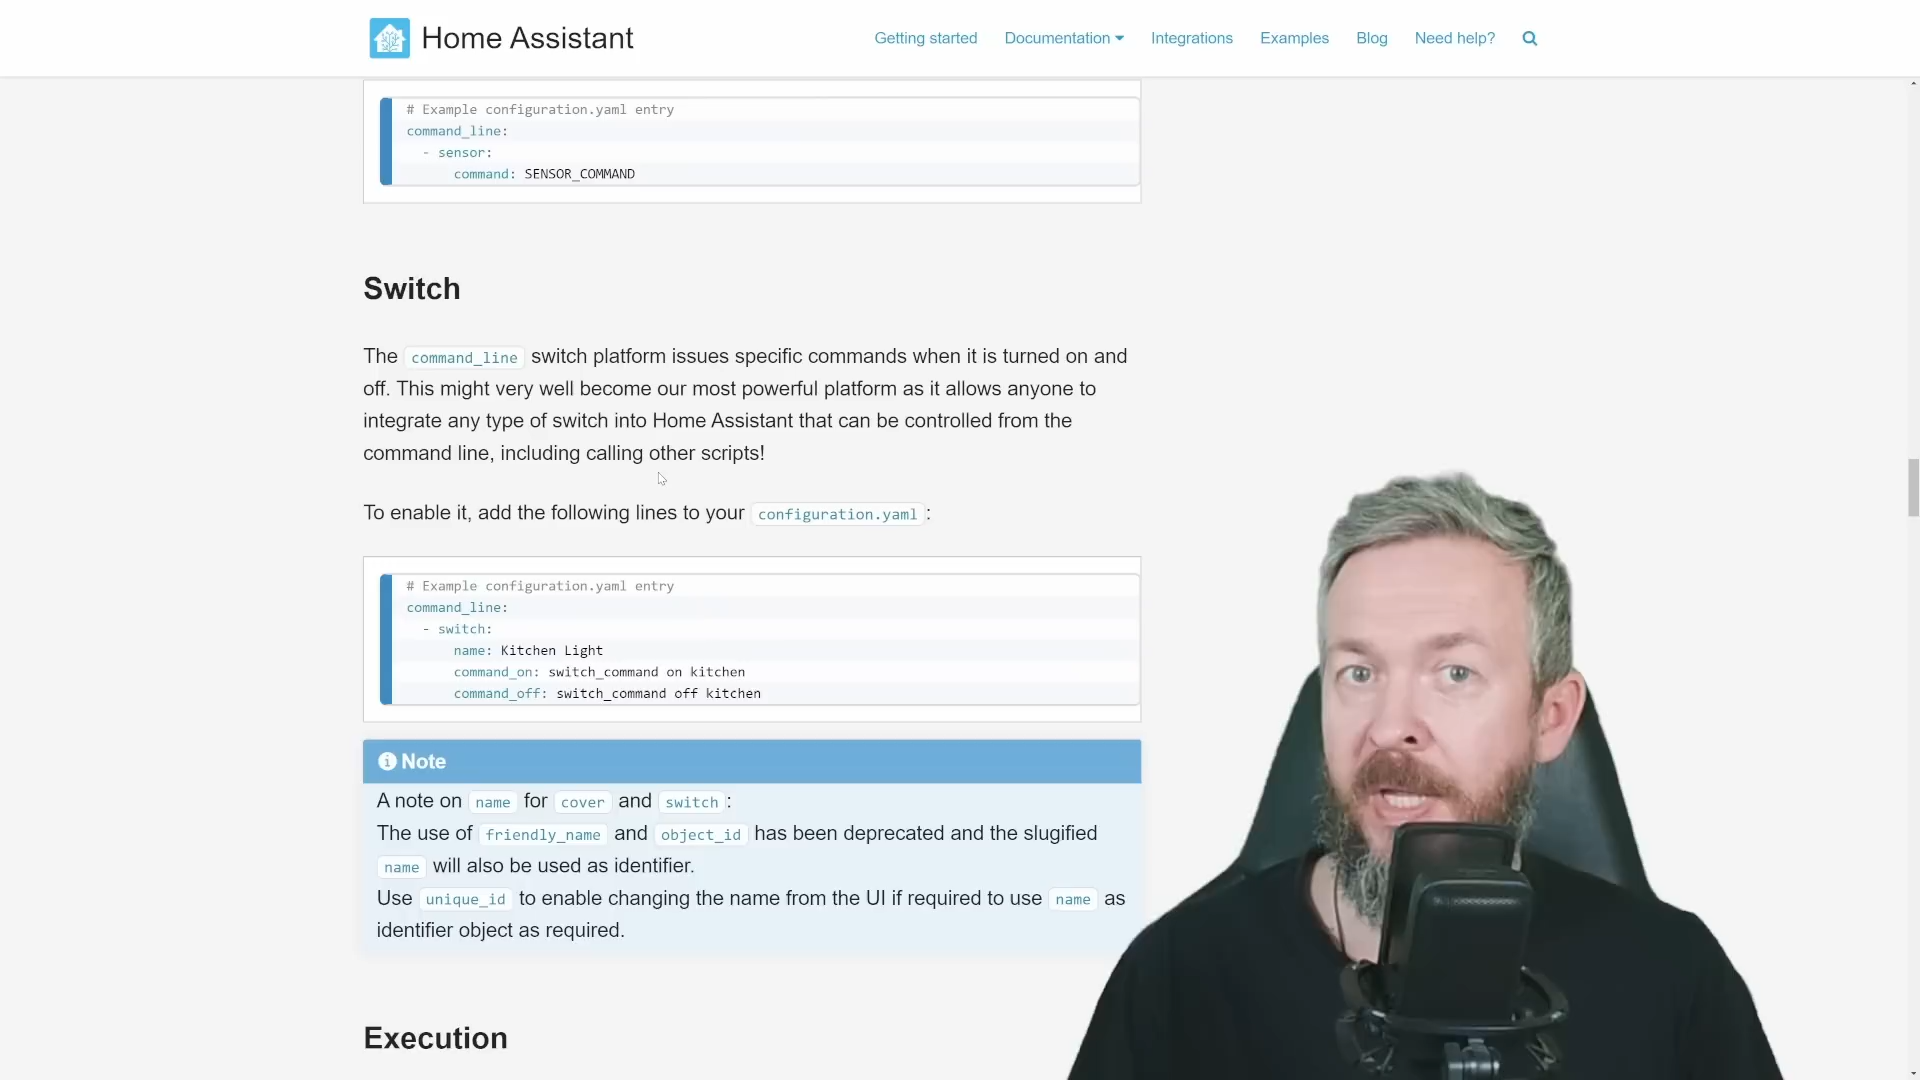 Home Assistant
Getting started Documentation Integrations Examples Blog Need help?
# Example configuration.yaml entry
command_line:
- sensor:
command: SENSOR_COMMAND
Switch
The command_line switch platform issues specific commands when it is turned on and
off. This might very well become our most powerful platform as it allows anyone to
integrate any type of switch into Home Assistant that can be controlled from the
command line, including calling other scripts!
To enable it, add the following lines to your configuration.yaml:
# Example configuration.yaml entry
command_line:
- switch:
name: Kitchen Light
command_on: switch_command on kitchen
command_off: switch_command off kitchen
Note
A note on name for cover and switch:
The use of friendly_name and object_id has been deprecated and the slugified
name will also be used as identifier.
Use unique_id to enable changing the name from the UI if required to use name as
identifier object as required.
Execution